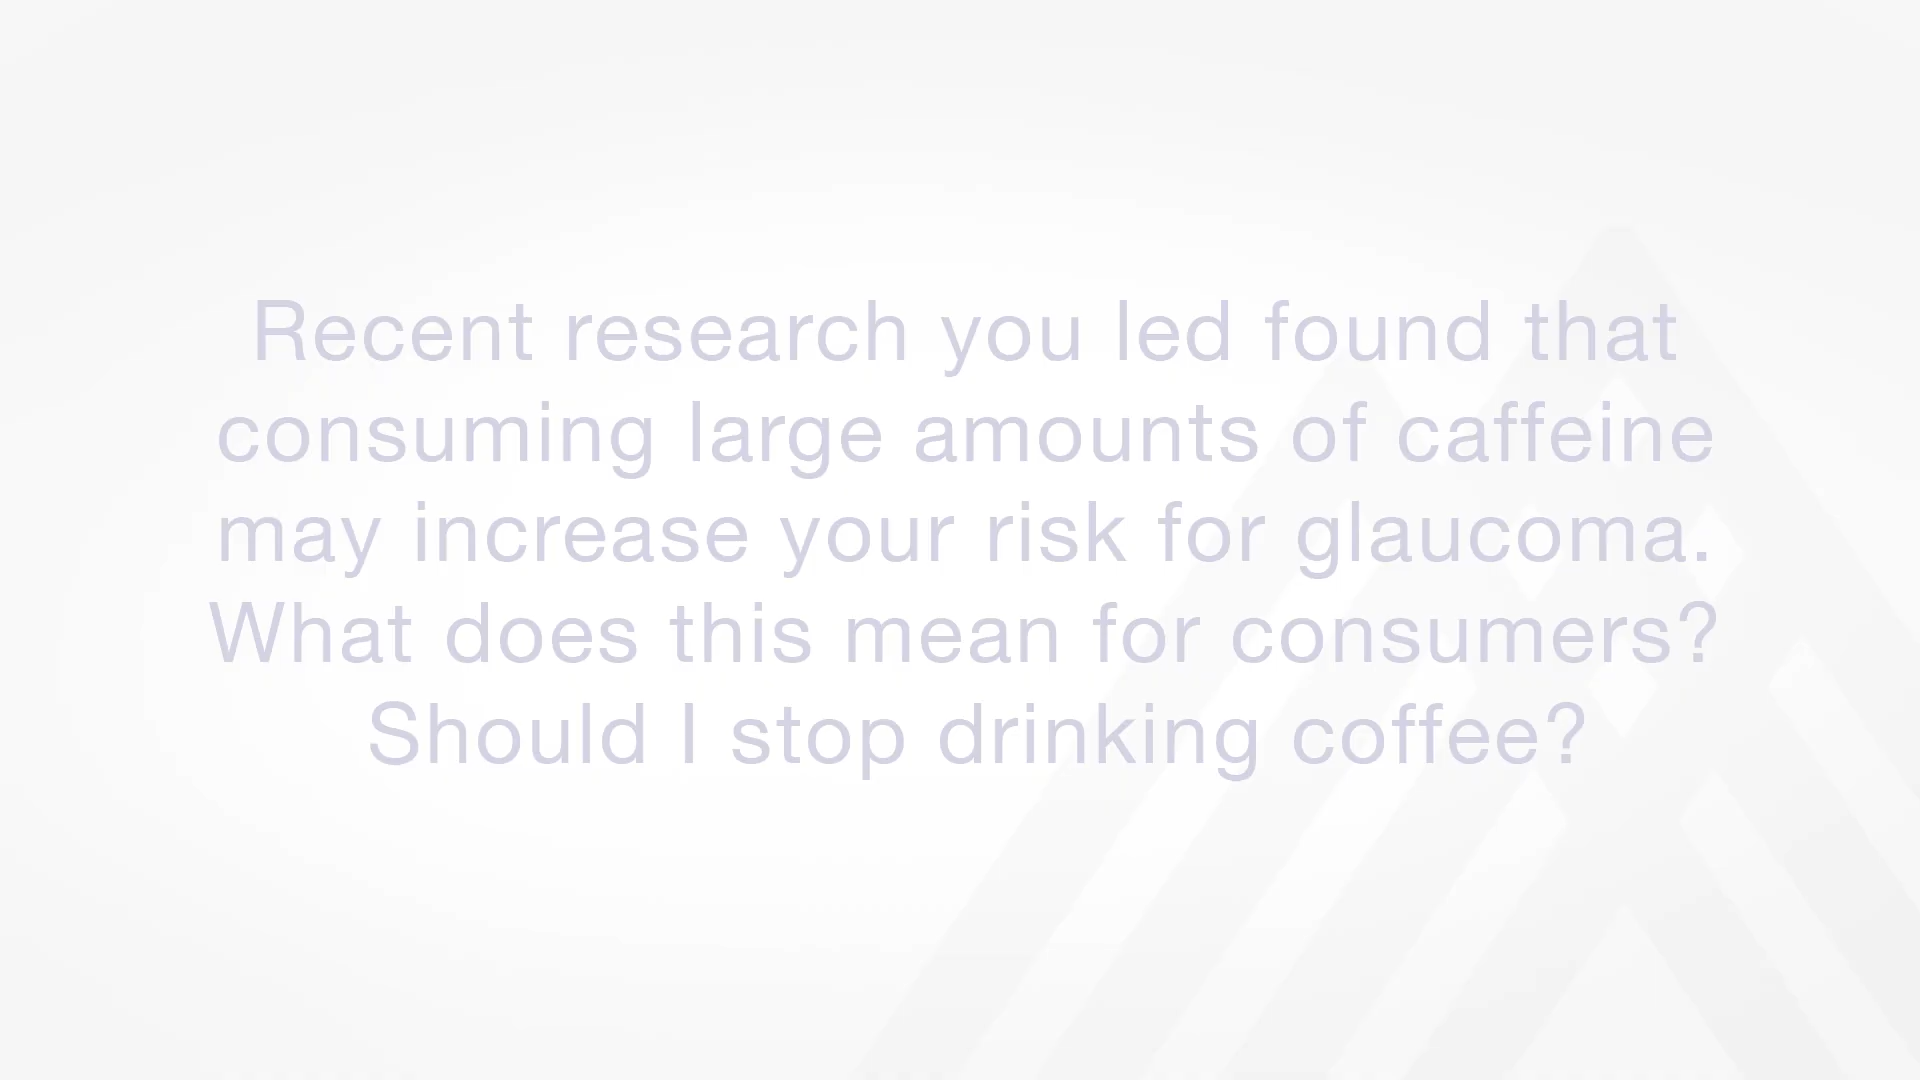 Recent research you led found that
consuming large amounts of caffeine
may increase your risk for glaucoma.
What does this mean for consumers?
Should I stop drinking coffee?